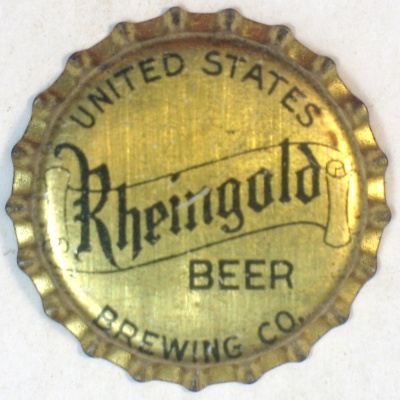 UNITED STATES
Rheingold
BEER
BREWING CO.